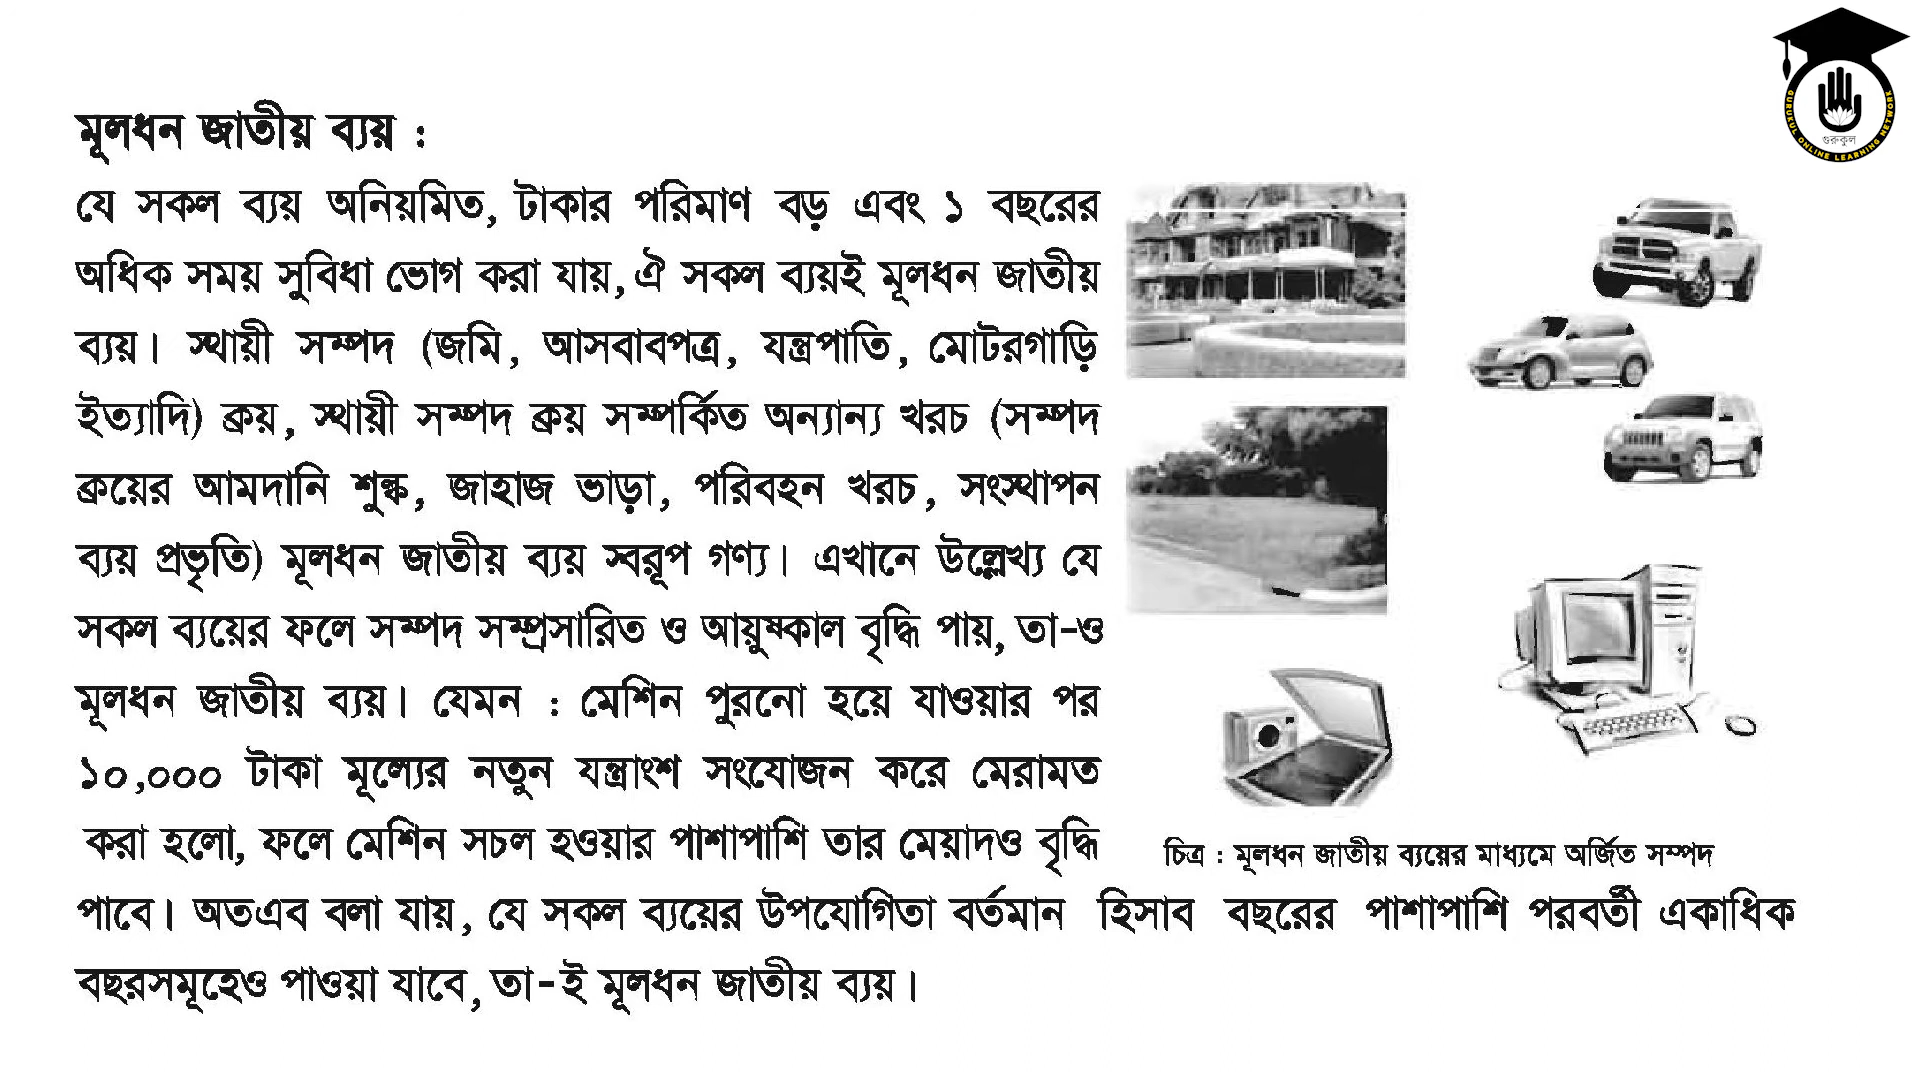 GURUKUL ONLINE LEARNING NETWORK
গুরুকুল
মূলধন জাতীয় ব্যয় :
যে সকল ব্যয় অনিয়মিত, টাকার পরিমাণ বড় এবং ১ বছরের
অধিক সময় সুবিধা ভোগ করা যায়, ঐ সকল ব্যয়ই মূলধন জাতীয়
ব্যয়। স্থায়ী সম্পদ (জমি, আসবাবপত্র, যন্ত্রপাতি, মোটরগাড়ি
ইত্যাদি) ক্রয়, স্থায়ী সম্পদ ক্রয় সম্পর্কিত অন্যান্য খরচ (সম্পদ
ক্রয়ের আমদানি শুল্ক, জাহাজ ভাড়া, পরিবহন খরচ, সংস্থাপন
ব্যয় প্রভৃতি) মূলধন জাতীয় ব্যয় স্বরূপ গণ্য। এখানে উল্লেখ্য যে
সকল ব্যয়ের ফলে সম্পদ সম্প্রসারিত ও আয়ুষ্কাল বৃদ্ধি পায়, তা-ও
মূলধন জাতীয় ব্যয়। যেমন : মেশিন পুরনো হয়ে যাওয়ার পর
১০,০০০ টাকা মূল্যের নতুন যন্ত্রাংশ সংযোজন করে মেরামত
করা হলো, ফলে মেশিন সচল হওয়ার পাশাপাশি তার মেয়াদও বৃদ্ধি
পাবে। অতএব বলা যায়, যে সকল ব্যয়ের উপযোগিতা বর্তমান হিসাব বছরের পাশাপাশি পরবর্তী একাধিক
বছরসমূহেও পাওয়া যাবে, তা-ই মূলধন জাতীয় ব্যয়।
চিত্র : মূলধন জাতীয় ব্যয়ের মাধ্যমে অর্জিত সম্পদ